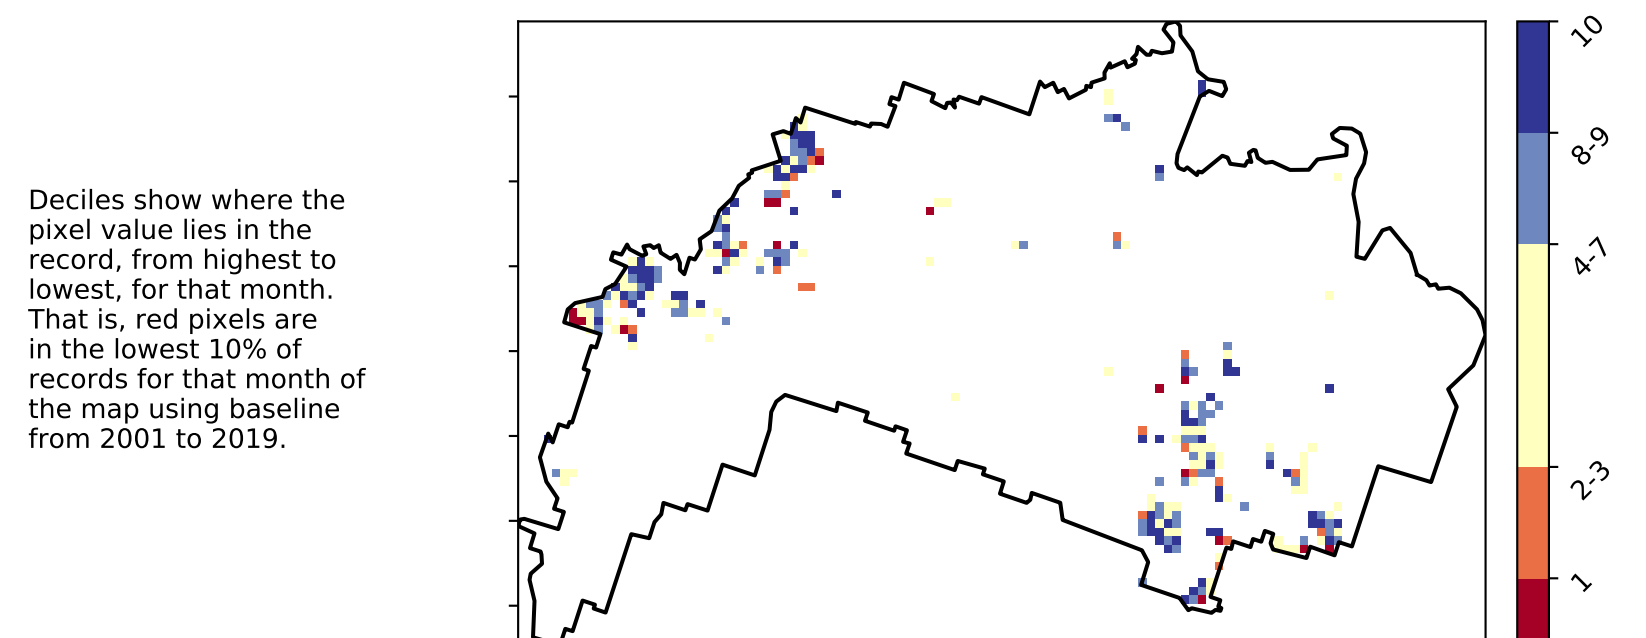 Deciles show where the
pixel value lies in the
record, from highest to
lowest, for that month.
That is, red pixels are
in the lowest 10% of
records for that month of
the map using baseline
from 2001 to 2019.
10
8-9
4-7
2-3
1